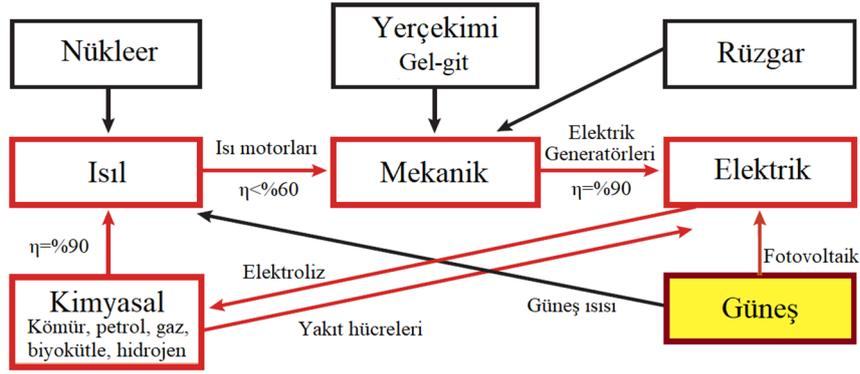 Nükleer
Yerçekimi
Gel-git
Rüzgar
Isıl
Isı motorları
η<%60
Mekanik
Elektrik
Generatörleri
η=%90
Elektrik
η=%90
Elektroliz
Yakıt hücreleri
Güneş ısısı
Fotovoltaik
Kimyasal
Kömür, petrol, gaz,
biyokütle, hidrojen
Güneş